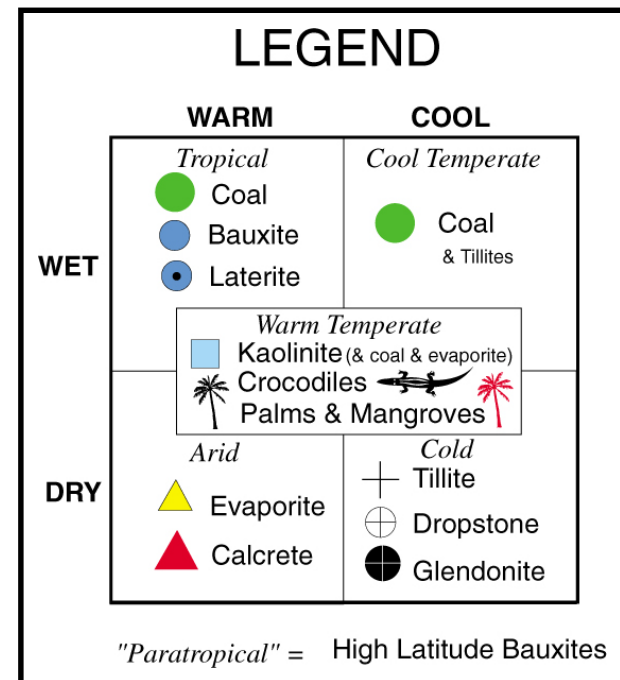 LEGEND
WARM
COOL
WET
Tropical
Coal
Bauxite
Laterite
Cool Temperate
Coal
& Tillites
Warm Temperate
Kaolinite (& coal & evaporite)
Crocodiles
Palms & Mangroves
DRY
Arid
Evaporite
Calcrete
Cold
Tillite
Dropstone
Glendonite
"Paratropical" = High Latitude Bauxites